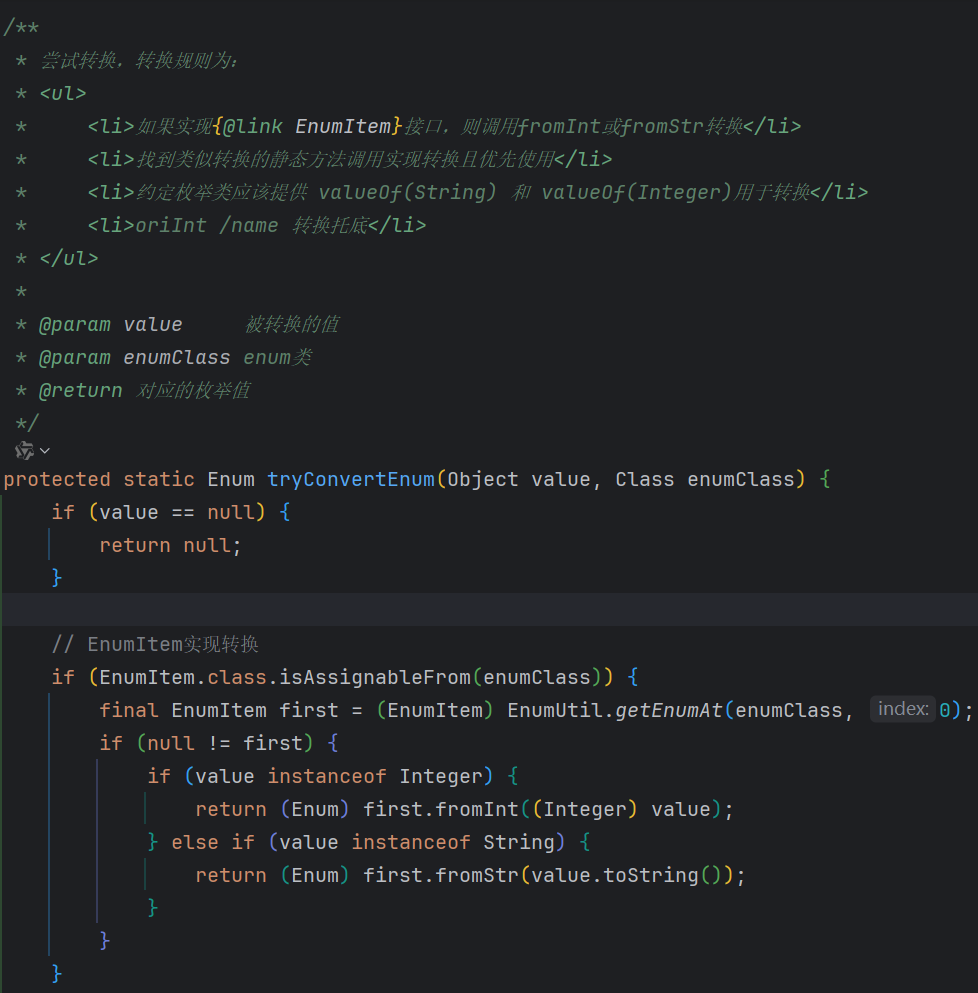 /**
 * 尝试转换，转换规则为：
 * <ul>
 *     <li>如果实现{@link EnumItem}接口，则调用fromInt或fromStr转换</li>
 *     <li>找到类似转换的静态方法调用实现转换且优先使用</li>
 *     <li>约定枚举类应该提供 valueOf(String) 和 valueOf(Integer)用于转换</li>
 *     <li>oriInt /name 转换托底</li>
 * </ul>
 *
 * @param value     被转换的值
 * @param enumClass enum类
 * @return 对应的枚举值
 */
protected static Enum tryConvertEnum(Object value, Class enumClass) {
    if (value == null) {
        return null;
    }
    // EnumItem实现转换
    if (EnumItem.class.isAssignableFrom(enumClass)) {
        final EnumItem first = (EnumItem) EnumUtil.getEnumAt(enumClass, index: 0);
        if (null != first) {
            if (value instanceof Integer) {
                return (Enum) first.fromInt((Integer) value);
            } else if (value instanceof String) {
                return (Enum) first.fromStr(value.toString());
            }
        }
    }